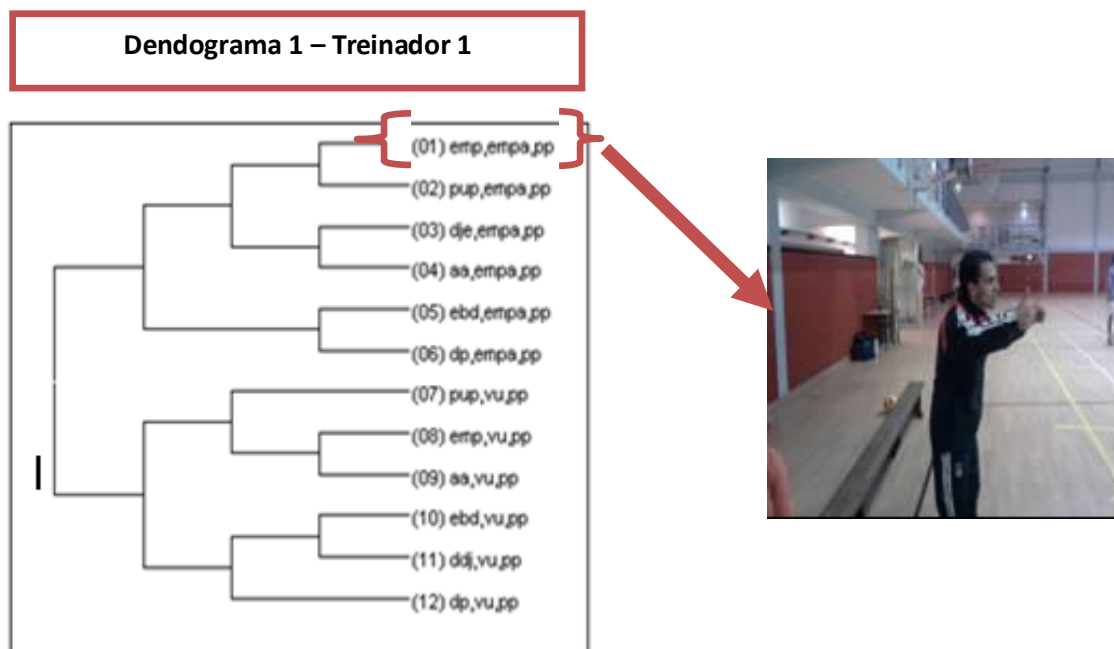 Dendograma 1 – Treinador 1
(01) emp,empa,pp
(02) pup,empa,pp
(03) dje,empa,pp
(04) aa,empa,pp
(05) ebd,empa,pp
(06) dp,empa,pp
(07) pup,vu,pp
(08) emp,vu,pp
(09) aa,vu,pp
(10) ebd,vu,pp
(11) ddj,vu,pp
(12) dp,vu,pp